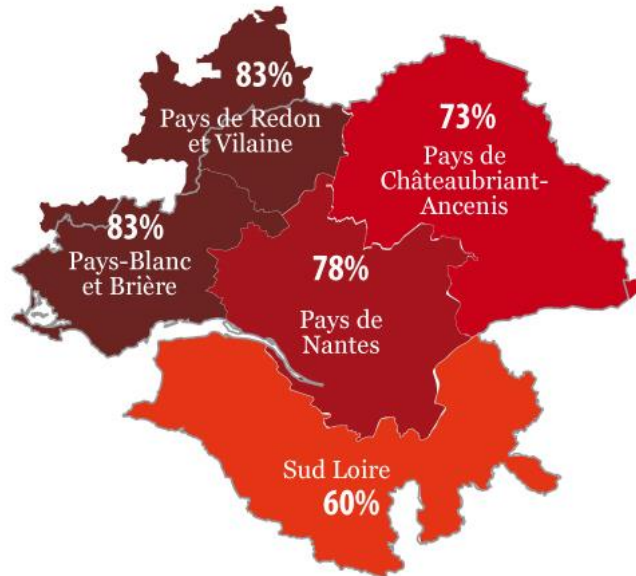 83%
Pays de Redon
et Vilaine
73%
Pays de
Châteaubriant-
Ancenis
83%
Pays-Blanc
et Brière
78%
Pays de
Nantes
Sud Loire
60%